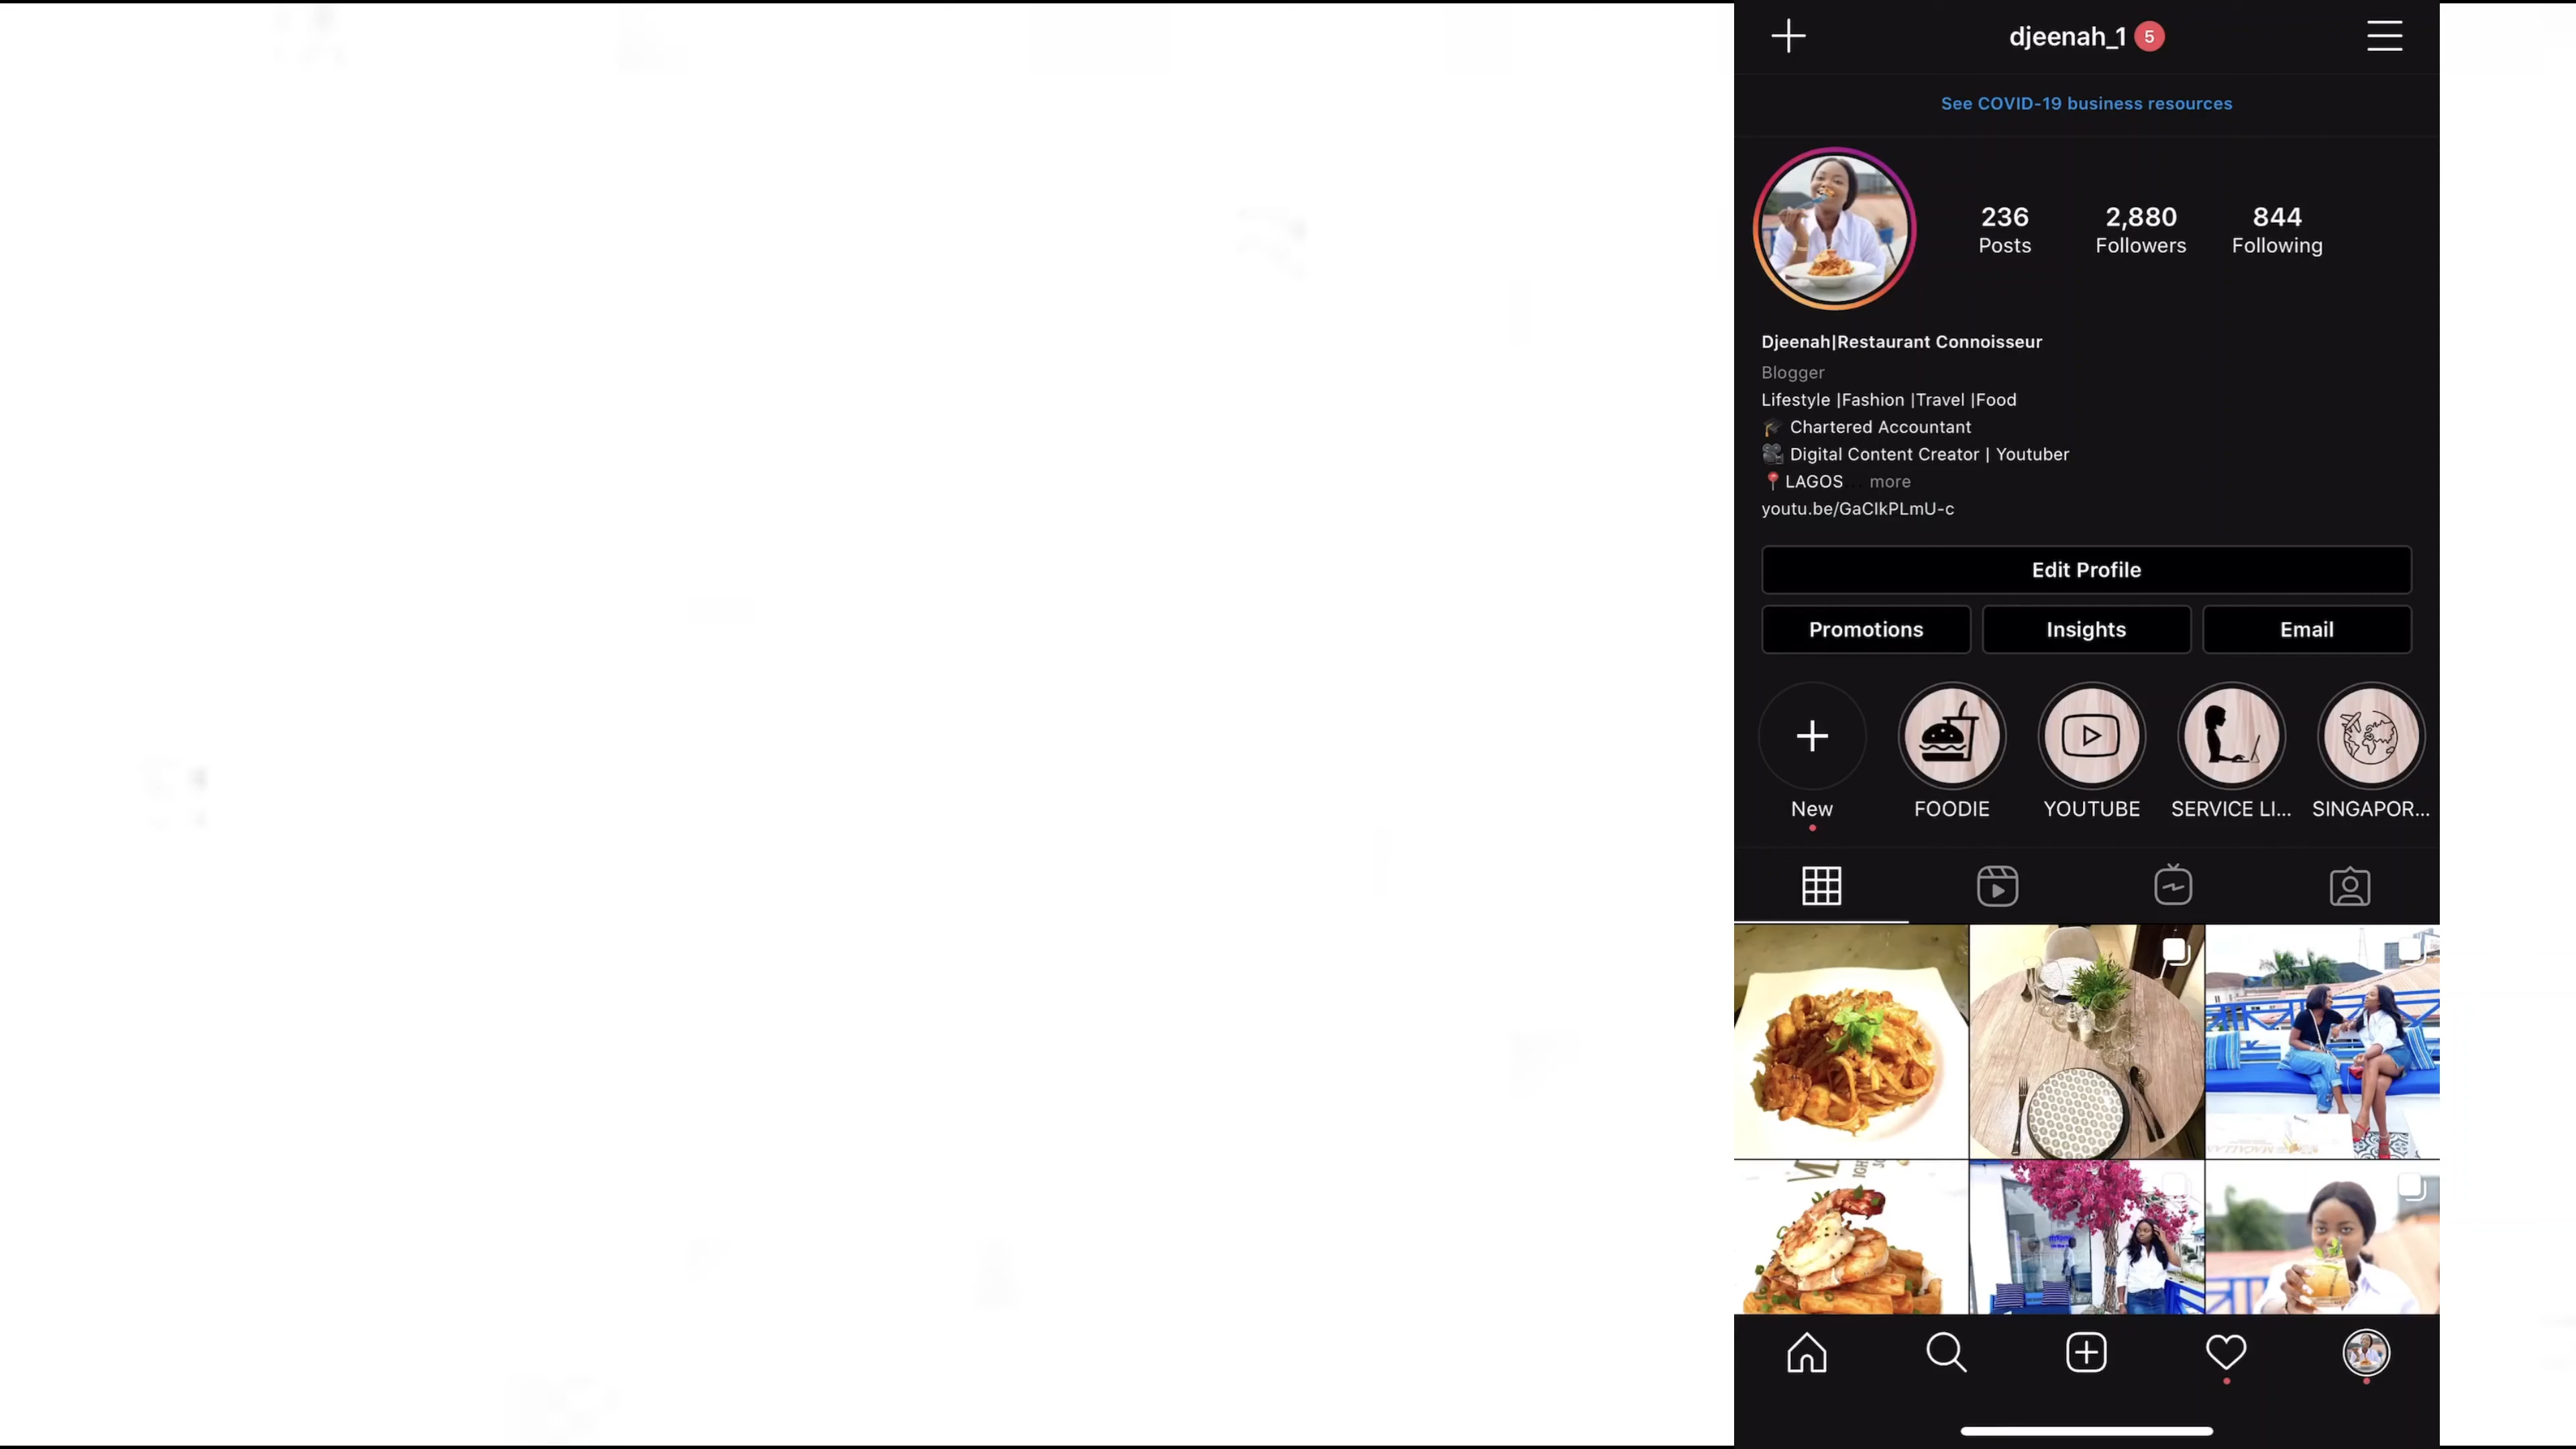 djeenah_1 5
See COVID-19 business resources
236 2,880 844
Posts Followers Following
Djeenah|Restaurant Connoisseur
Blogger
Lifestyle |Fashion |Travel |Food
🎓 Chartered Accountant
🎥 Digital Content Creator | Youtuber
📍LAGOS ... more
youtu.be/GaClkPLmU-c
Edit Profile
Promotions Insights Email
New FOODIE YOUTUBE SERVICE LI... SINGAPOR...